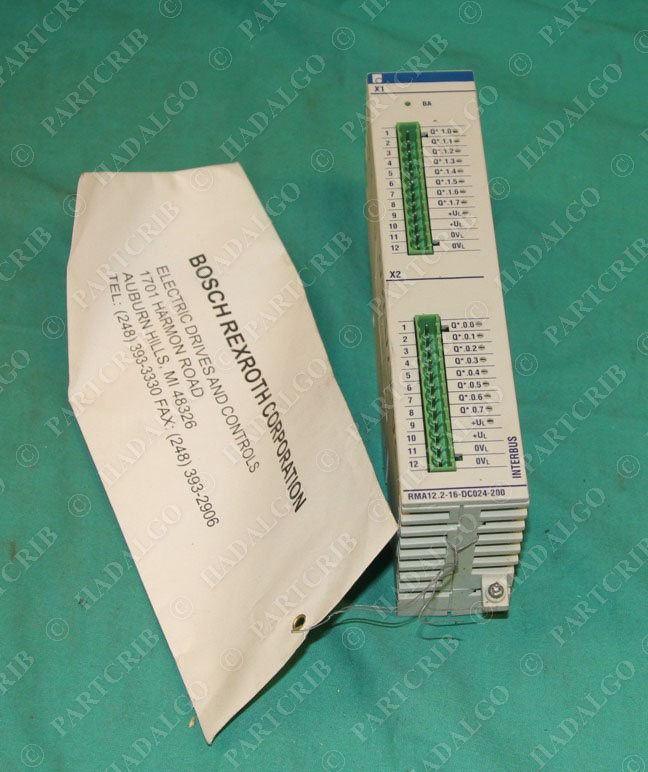 BOSCH REXROTH CORPORATION
ELECTRIC DRIVES AND CONTROLS
1701 HARMON ROAD
AUBURN HILLS, MI 48326
TEL: (248) 393-3330 FAX: (248) 393-2906
X1
BA
1 Q*.1.0
2 Q*.1.1
3 Q*.1.2
4 Q*.1.3
5 Q*.1.4
6 Q*.1.5
7 Q*.1.6
8 Q*.1.7
9 +UL
10 +UL
11 0VL
12 0VL
X2
1 Q*.0.0
2 Q*.0.1
3 Q*.0.2
4 Q*.0.3
5 Q*.0.4
6 Q*.0.5
7 Q*.0.6
8 Q*.0.7
9 +UL
10 +UL
11 0VL
12 0VL
INTERBUS
RMA12.2-16-DC024-200
© PARTCRIB
© HADALGO